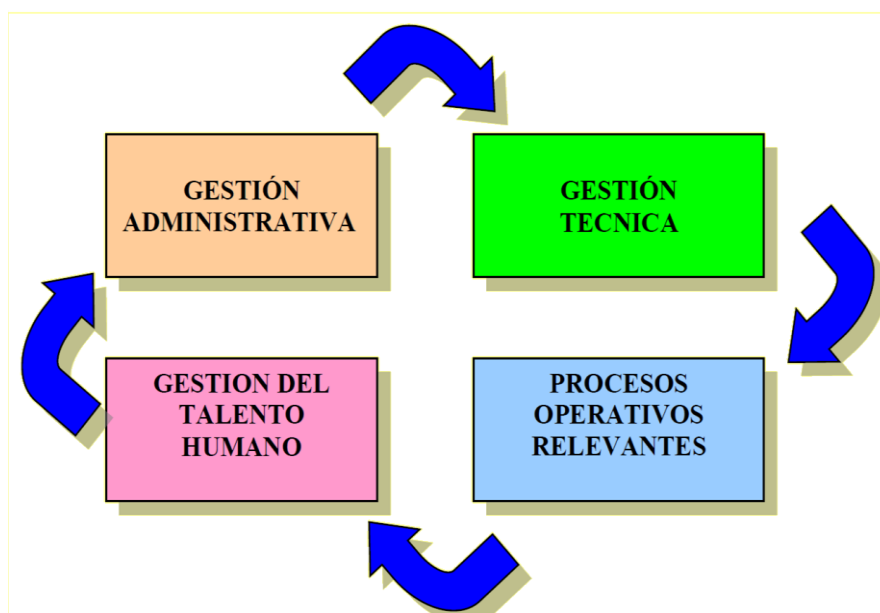 GESTIÓN
ADMINISTRATIVA
GESTIÓN
TECNICA
GESTION DEL
TALENTO
HUMANO
PROCESOS
OPERATIVOS
RELEVANTES